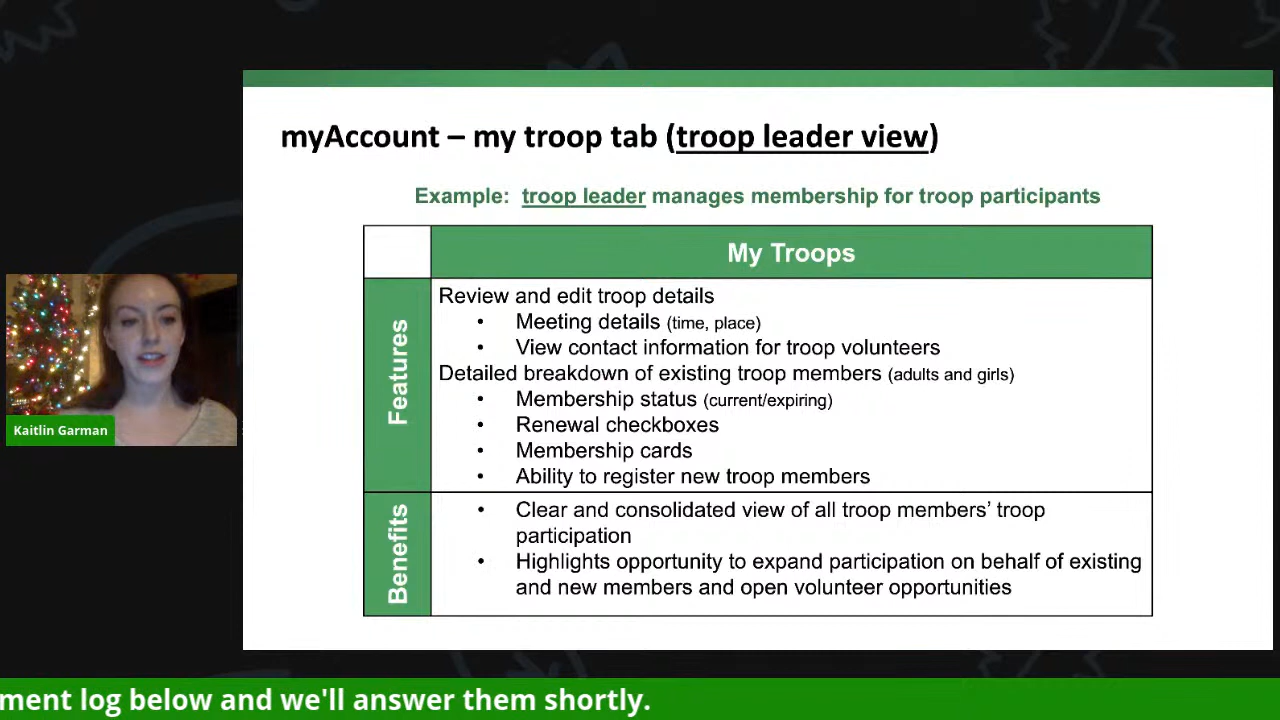 myAccount – my troop tab (troop leader view)
Example: troop leader manages membership for troop participants
My Troops
Features
Review and edit troop details
• Meeting details (time, place)
• View contact information for troop volunteers
Detailed breakdown of existing troop members (adults and girls)
• Membership status (current/expiring)
• Renewal checkboxes
• Membership cards
• Ability to register new troop members
Benefits
• Clear and consolidated view of all troop members’ troop
participation
• Highlights opportunity to expand participation on behalf of existing
and new members and open volunteer opportunities
Kaitlin Garman
ment log below and we'll answer them shortly.